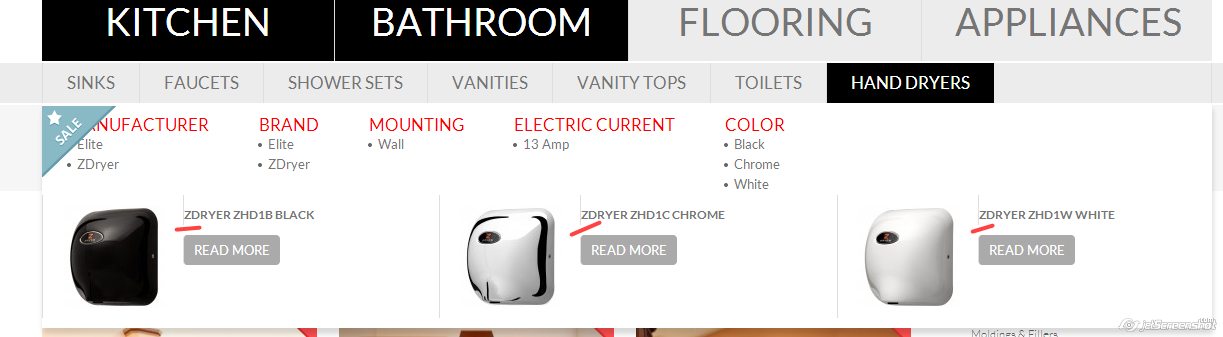 KITCHEN BATHROOM FLOORING APPLIANCES
SINKS FAUCETS SHOWER SETS VANITIES VANITY TOPS TOILETS HAND DRYERS
SALE
ANUFACTURER BRAND MOUNTING ELECTRIC CURRENT COLOR
Elite • Elite • Wall • 13 Amp • Black
• ZDryer • ZDryer • Chrome
• White
ZDRYER ZHD1B BLACK ZDRYER ZHD1C CHROME ZDRYER ZHD1W WHITE
READ MORE READ MORE READ MORE
Moldings & Fillers
jetScreenshot.com